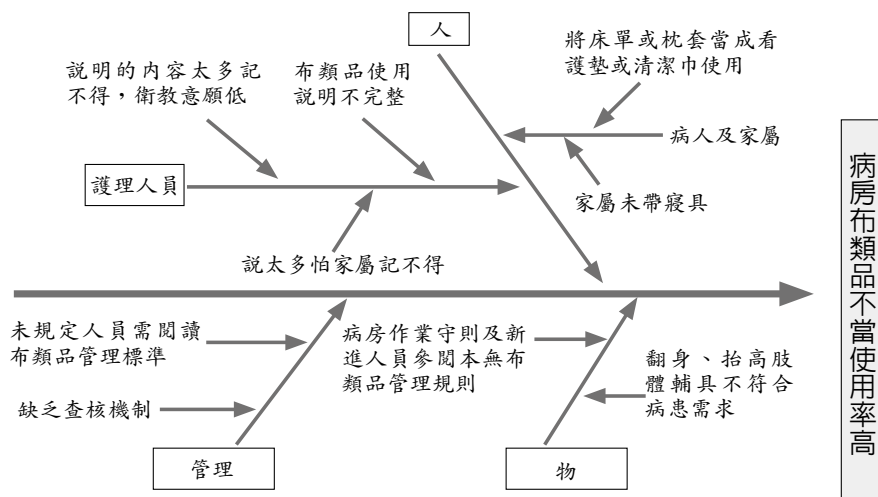 人
將床單或枕套當成看
護墊或清潔巾使用
說明的內容太多記
不得，衛教意願低
布類品使用
說明不完整
病人及家屬
護理人員
家屬未帶寢具
說太多怕家屬記不得
未規定人員需閱讀
布類品管理標準
病房作業守則及新
進人員參閱本無布
類品管理規則
翻身、抬高肢
體輔具不符合
病患需求
缺乏查核機制
管理
物
病房布類品不當使用率高